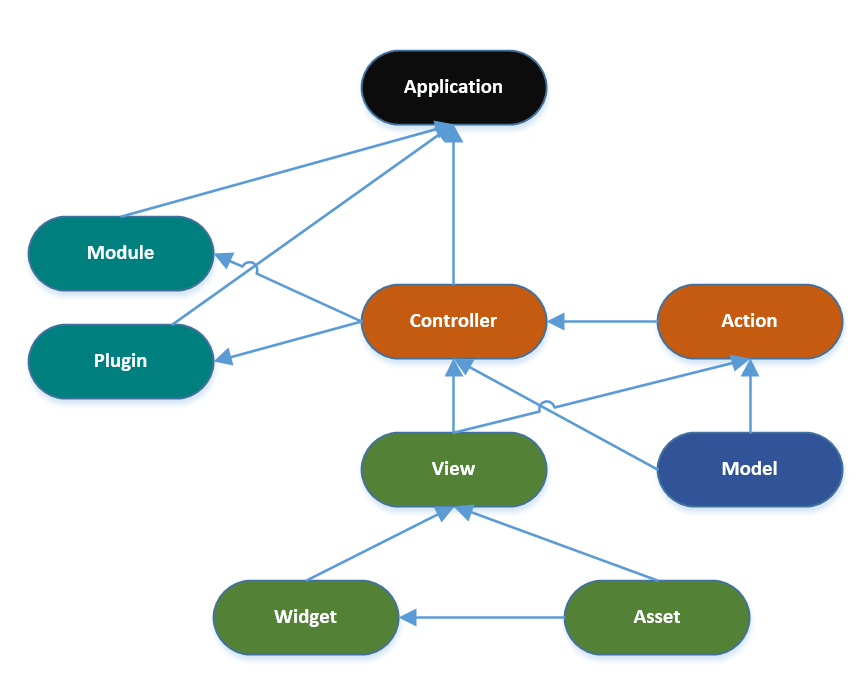 Application
Module
Controller
Action
Plugin
View
Model
Widget
Asset